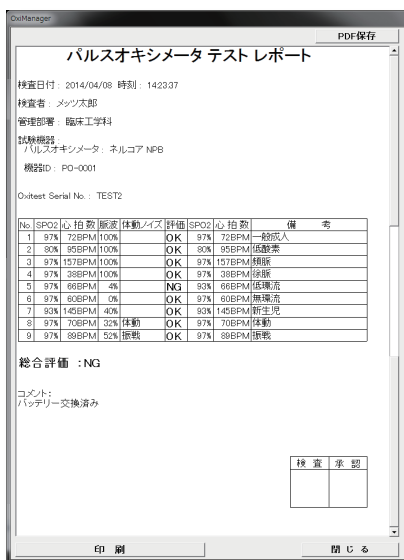 OxiManager
PDF保存
パルスオキシメータ テスト レポート
検査日付 : 2014/04/08 時刻 : 14:23:37
検査者 : メッツ太郎
管理部署 : 臨床工学科
試験機器 :
パルスオキシメータ : ネルコア NPB
機器ID : PO-0001
Oxitest Serial No. : TEST2
No. SPO2 心拍数 脈波 体動ノイズ 評価 SPO2 心拍数 備 考
1 97% 72BPM 100% OK 97% 72BPM 一般成人
2 80% 95BPM 100% OK 80% 95BPM 低酸素
3 97% 157BPM 100% OK 97% 157BPM 頻脈
4 97% 38BPM 100% OK 97% 38BPM 徐脈
5 97% 66BPM 4% NG 93% 66BPM 低環流
6 97% 60BPM 0% OK 97% 60BPM 無環流
7 93% 145BPM 40% OK 93% 145BPM 新生児
8 97% 70BPM 32% 体動 OK 97% 70BPM 体動
9 97% 89BPM 52% 振戦 OK 97% 89BPM 振戦
総合評価 :NG
コメント:
バッテリー交換済み
検 査 承 認
印 刷 閉 じ る